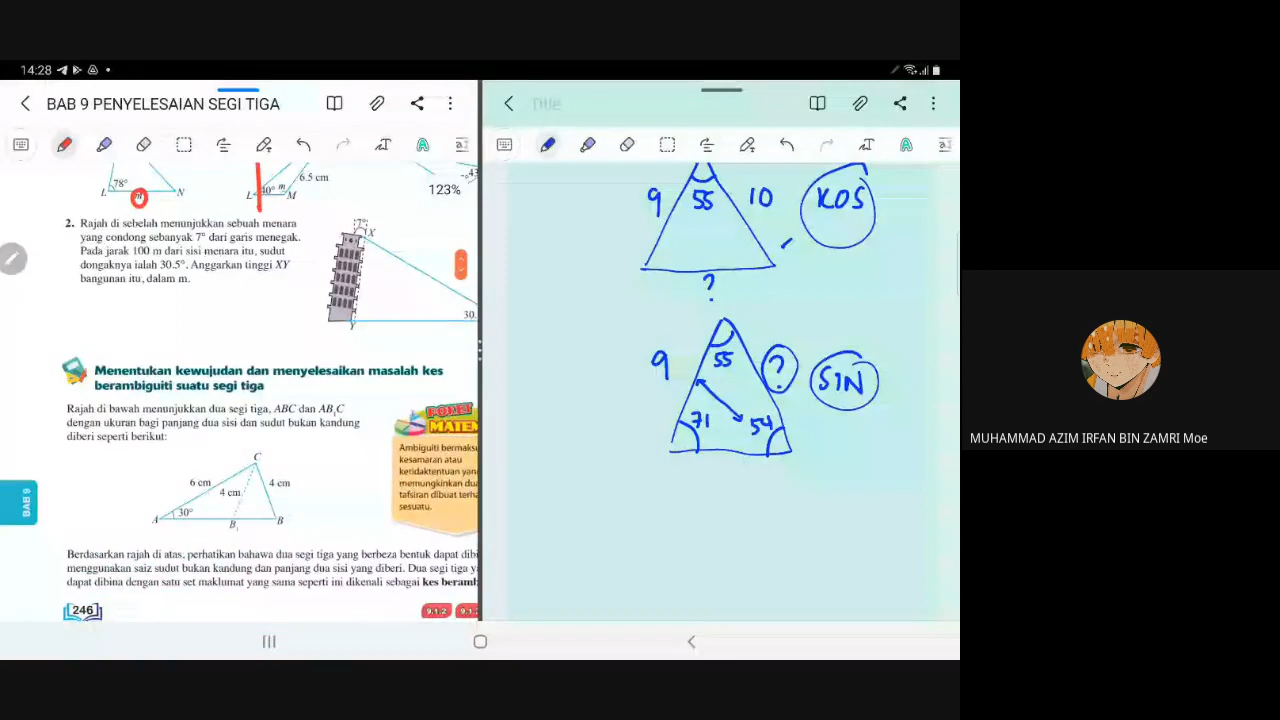 14:28
BAB 9 PENYELESAIAN SEGI TIGA
78°
L
m
N
L
40°
m
M
6.5 cm
123%
2. Rajah di sebelah menunjukkan sebuah menara
yang condong sebanyak 7° dari garis menegak.
Pada jarak 100 m dari sisi menara itu, sudut
dongaknya ialah 30.5°. Anggarkan tinggi XY
bangunan itu, dalam m.
7°
X
30.
Y
Menentukan kewujudan dan menyelesaikan masalah kes
berambiguiti suatu segi tiga
Rajah di bawah menunjukkan dua segi tiga, ABC dan AB₁C
dengan ukuran bagi panjang dua sisi dan sudut bukan kandung
diberi seperti berikut:
POKET
MATEM
Ambiguiti bermaks
kesamaran atau
ketidaktentuan yan
memungkinkan dua
tafsiran dibuat terha
sesuatu.
C
6 cm
4 cm
4 cm
30°
A
B₁
B
BAB 9
Berdasarkan rajah di atas, perhatikan bahawa dua segi tiga yang berbeza bentuk dapat dibi
menggunakan saiz sudut bukan kandung dan panjang dua sisi yang diberi. Dua segi tiga y
dapat dibina dengan satu set maklumat yang sama seperti ini dikenali sebagai kes beraml
246
9.1.2
Title
9
55
10
KOS
?
9
55
?
SIN
71
54
MUHAMMAD AZIM IRFAN BIN ZAMRI Moe